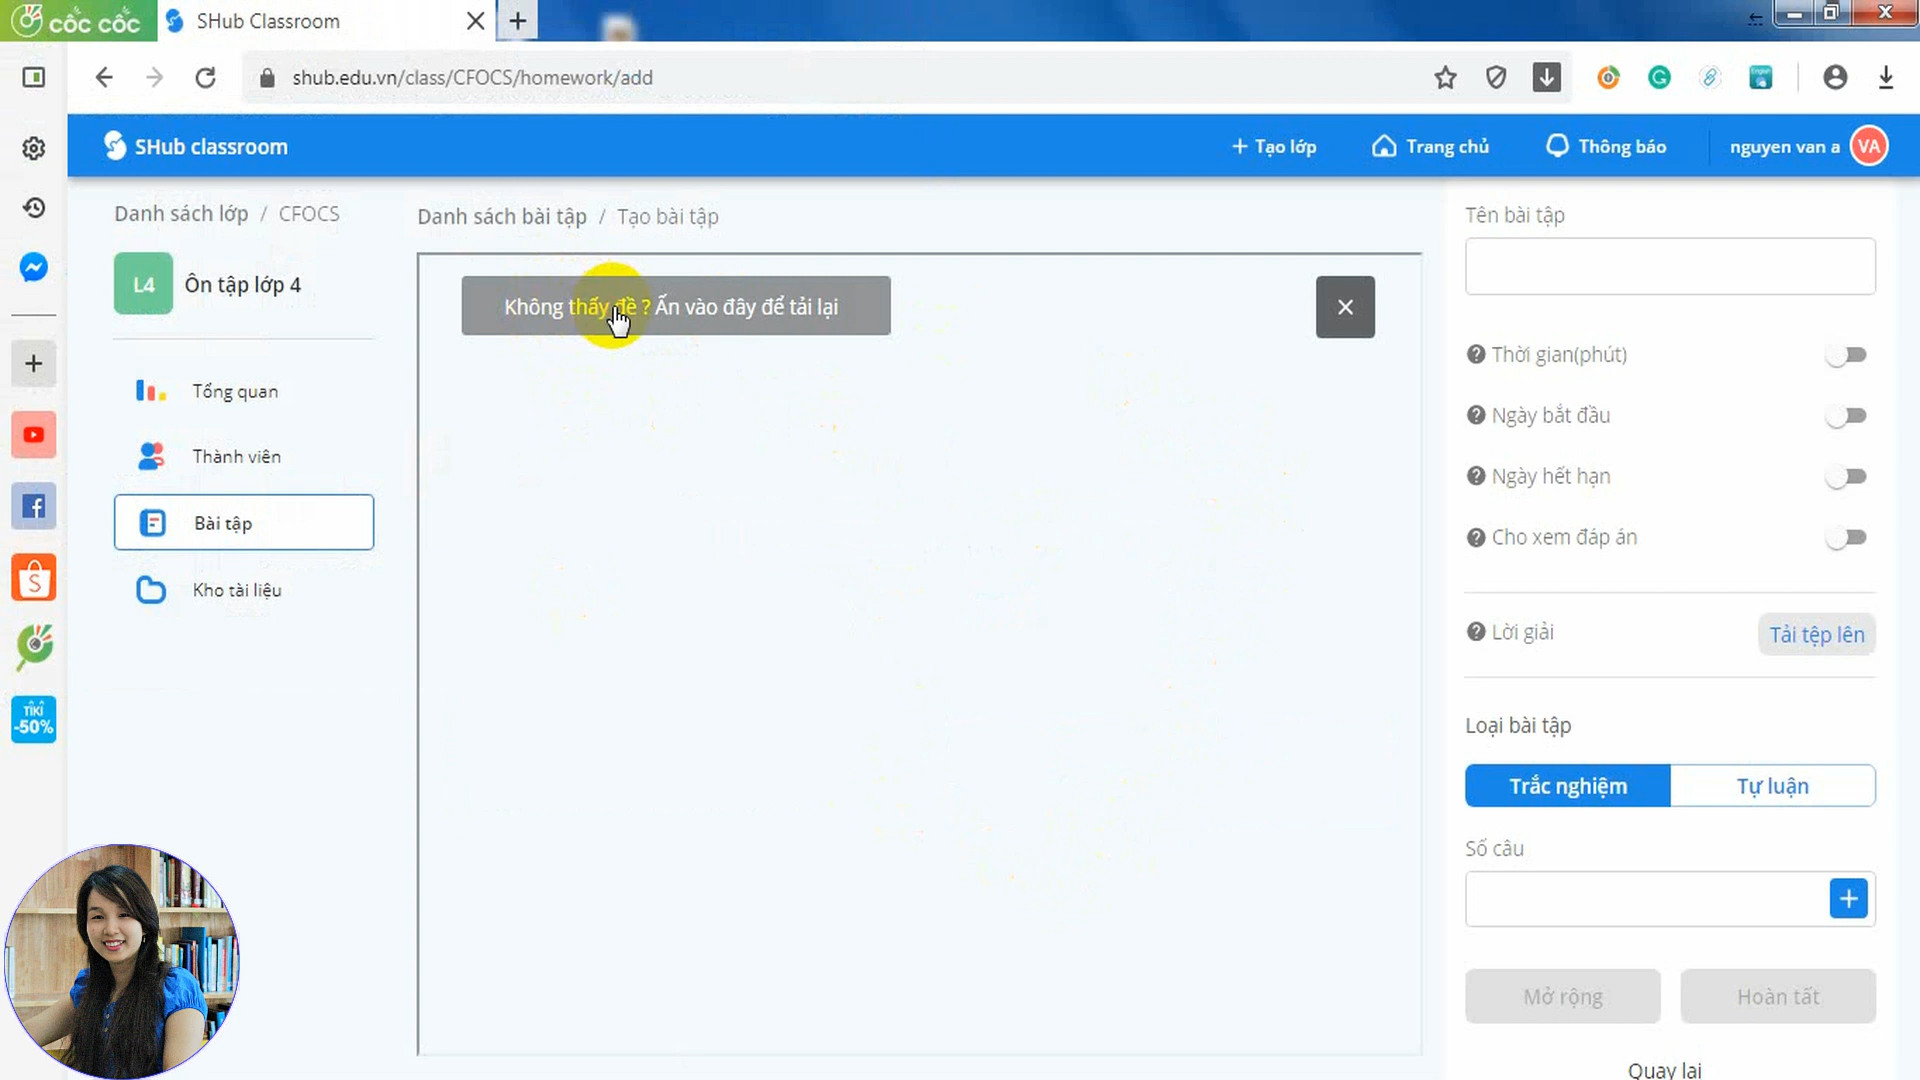 cốc cốc
SHub Classroom
shub.edu.vn/class/CFOCS/homework/add
SHub classroom
+ Tạo lớp
Trang chủ
Thông báo
nguyen van a
VA
Danh sách lớp / CFOCS
L4
Ôn tập lớp 4
Tổng quan
Thành viên
Bài tập
Kho tài liệu
TIKI
-50%
Danh sách bài tập / Tạo bài tập
Không thấy đề ? Ấn vào đây để tải lại
Tên bài tập
Thời gian(phút)
Ngày bắt đầu
Ngày hết hạn
Cho xem đáp án
Lời giải
Tải tệp lên
Loại bài tập
Trắc nghiệm
Tự luận
Số câu
Mở rộng
Hoàn tất
Quay lại